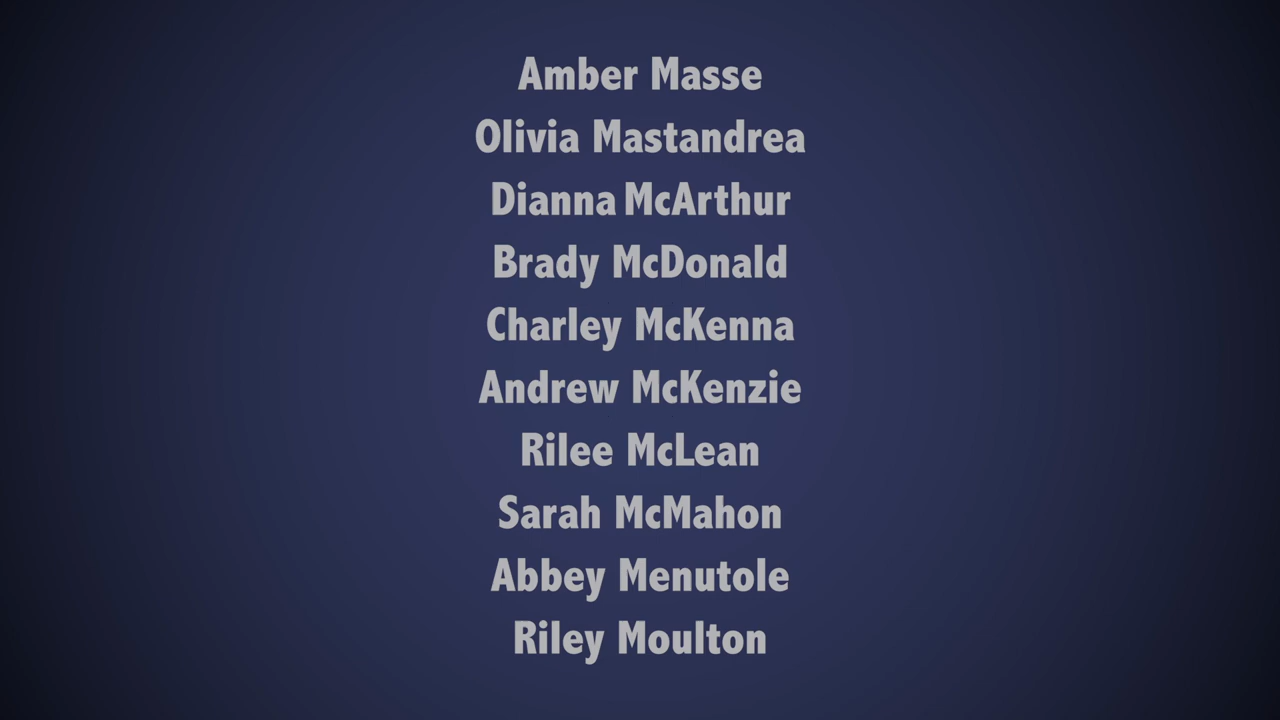 Amber Masse
Olivia Mastandrea
Dianna McArthur
Brady McDonald
Charley McKenna
Andrew McKenzie
Rilee McLean
Sarah McMahon
Abbey Menutole
Riley Moulton